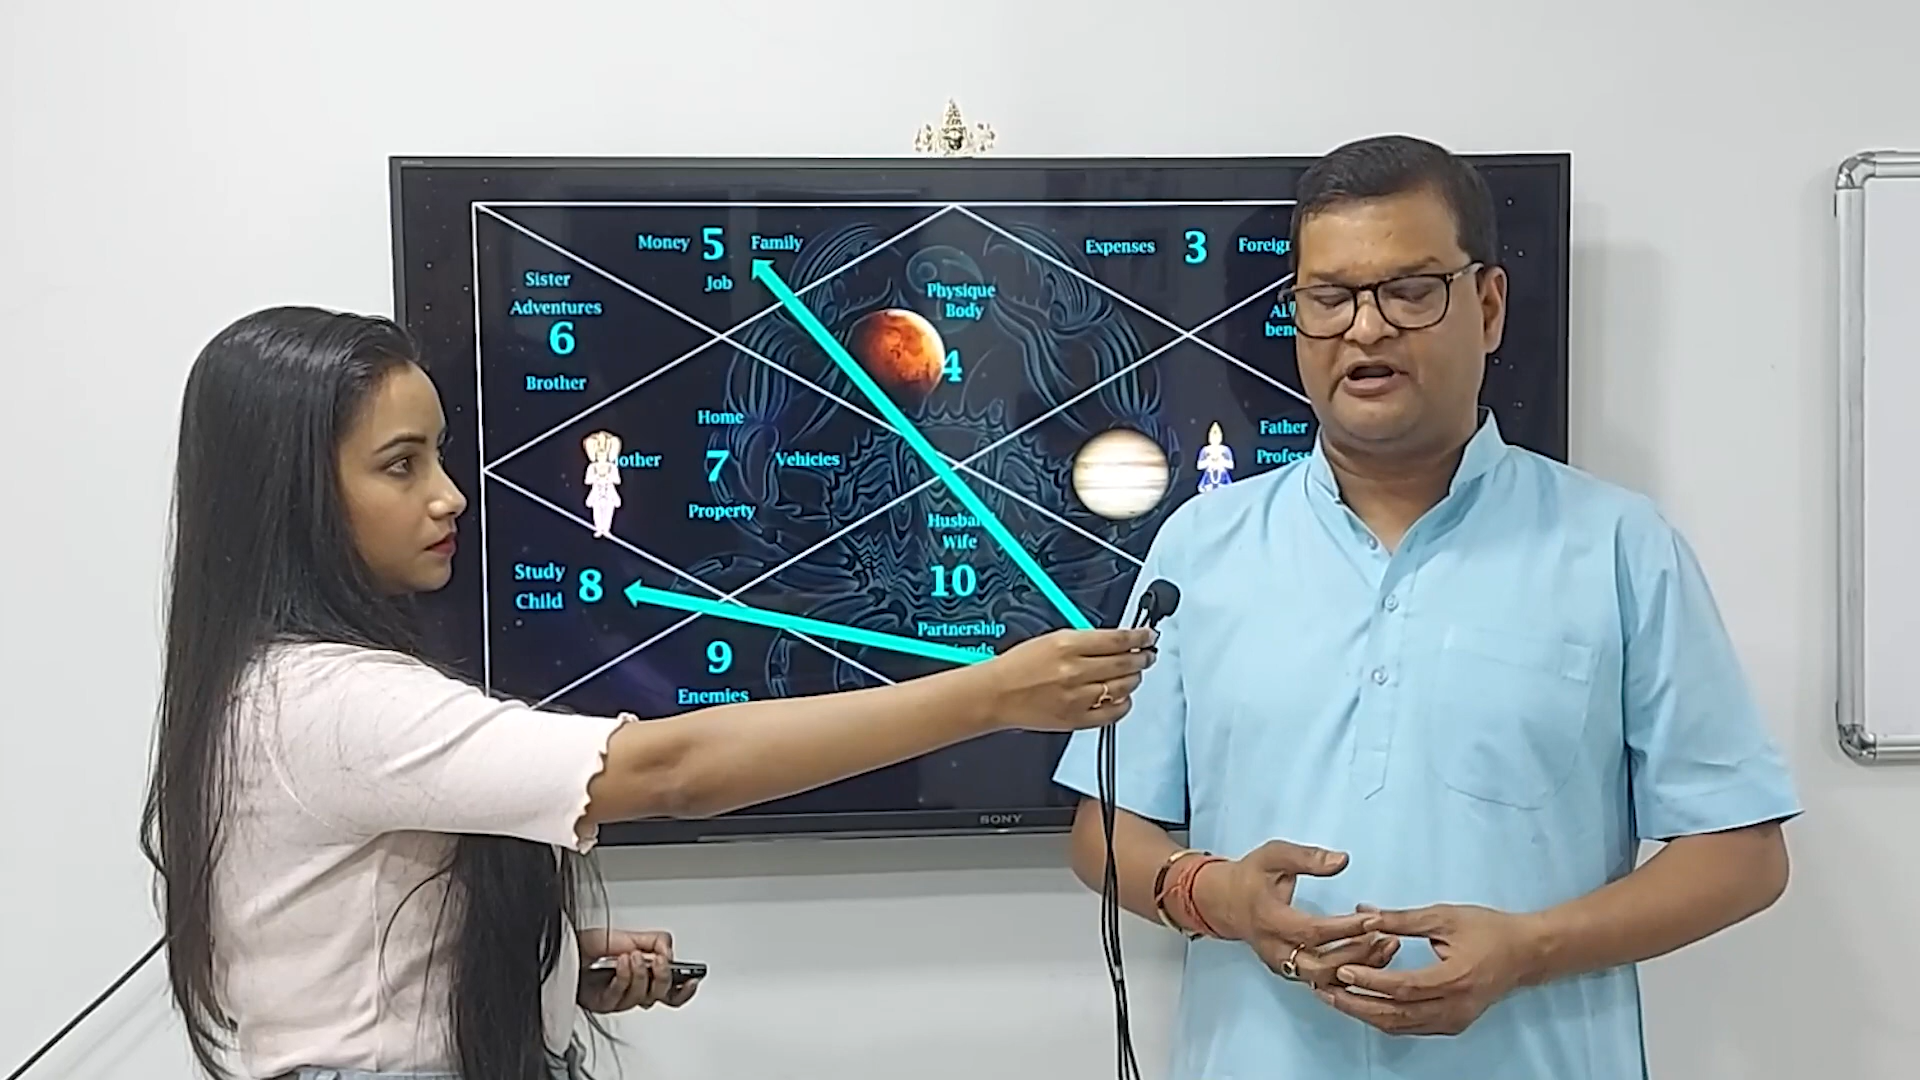 Money 5 Family
Job
Expenses 3
Sister
Adventures
6
Brother
Physique
Body
4
Home
7 Vehicles
Property
Father
Husba
Wife
10
Partnership
Study
Child 8
9
Enemies
SONY